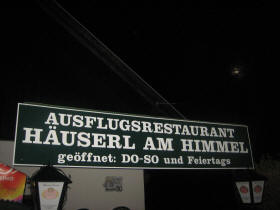 AUSFLUGSRESTAURANT
HÄUSERL AM HIMMEL
geöffnet: DO-SO und Feiertags